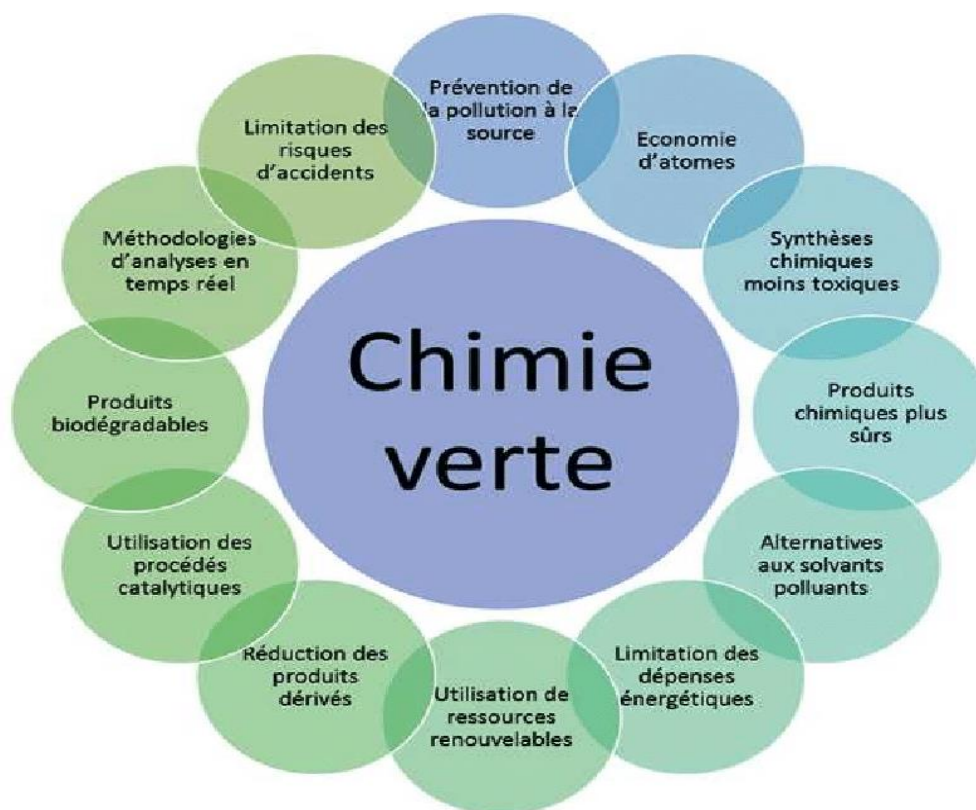 Prévention de
la pollution à la
source
Economie
d'atomes
Synthèses
chimiques
moins toxiques
Produits
chimiques plus
sûrs
Alternatives
aux solvants
polluants
Limitation des
dépenses
énergétiques
Utilisation de
ressources
renouvelables
Réduction des
produits
dérivés
Utilisation des
procédés
catalytiques
Produits
biodégradables
Méthodologies
d'analyses en
temps réel
Limitation des
risques
d'accidents
Chimie
verte